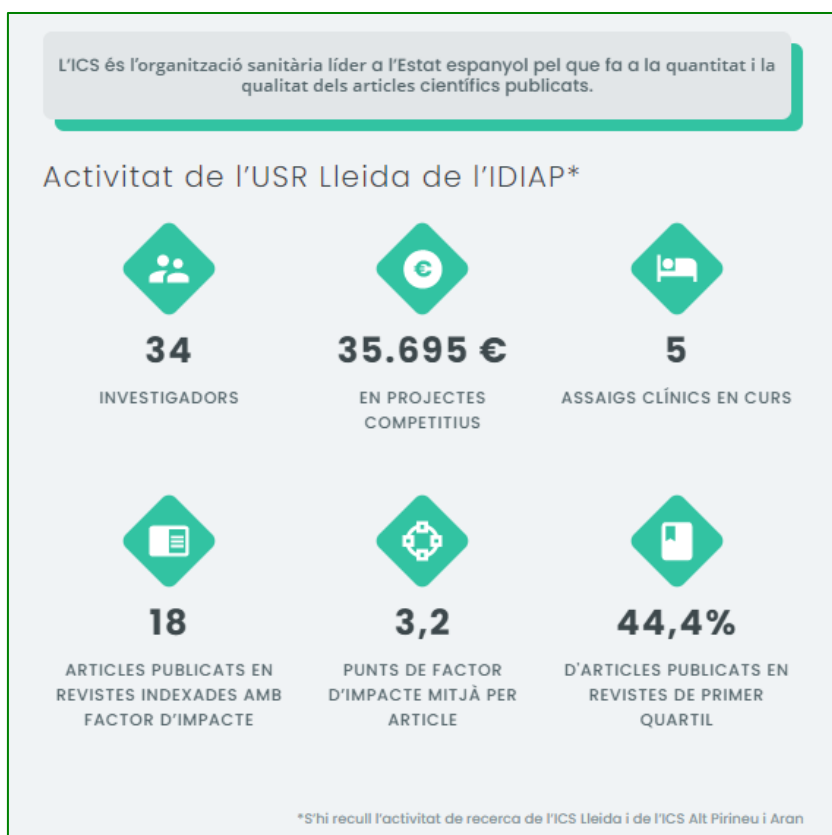 L'ICS és l'organització sanitària líder a l'Estat espanyol pel que fa a la quantitat i la
qualitat dels articles científics publicats.
Activitat de l'USR Lleida de l'IDIAP*
34
INVESTIGADORS
35.695 €
EN PROJECTES
COMPETITIUS
5
ASSAIGS CLÍNICS EN CURS
18
ARTICLES PUBLICATS EN
REVISTES INDEXADES AMB
FACTOR D'IMPACTE
3,2
PUNTS DE FACTOR
D'IMPACTE MITJÀ PER
ARTICLE
44,4%
D'ARTICLES PUBLICATS EN
REVISTES DE PRIMER
QUARTIL
*S'hi recull l'activitat de recerca de l'ICS Lleida i de l'ICS Alt Pirineu i Aran